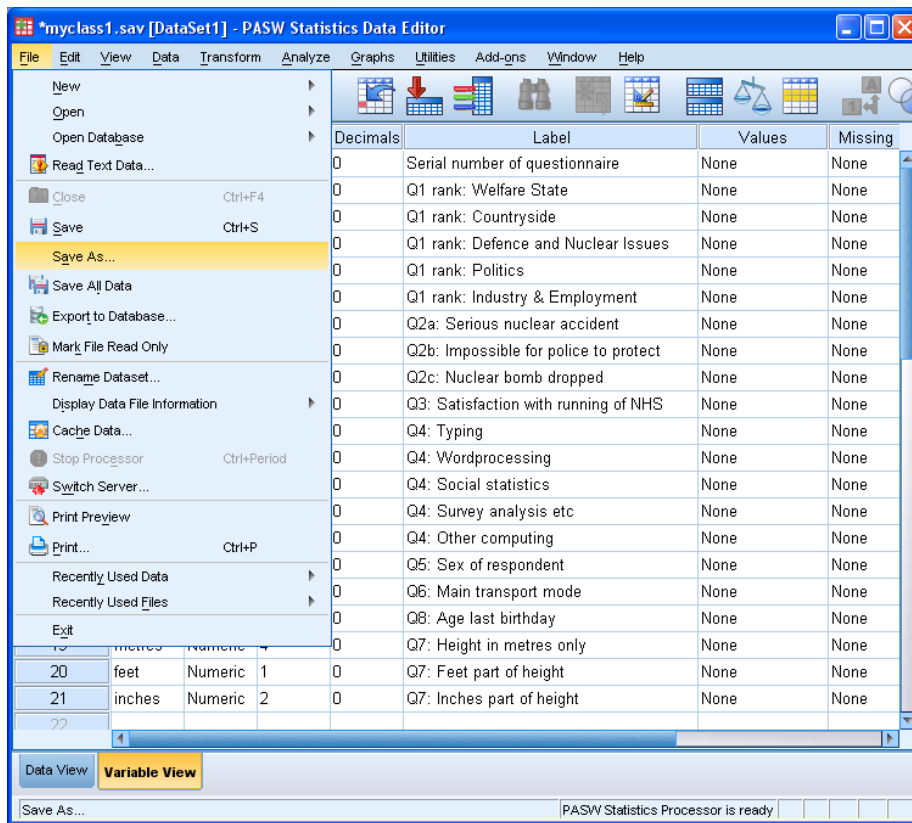 *myclass1.sav [DataSet1] - PASW Statistics Data Editor
File Edit View Data Transform Analyze Graphs Utilities Add-ons Window Help
New
Open
Open Database
Read Text Data...
Close Ctrl+F4
Save Ctrl+S
Save As...
Save All Data
Export to Database...
Mark File Read Only
Rename Dataset...
Display Data File Information
Cache Data...
Stop Processor Ctrl+Period
Switch Server...
Print Preview
Print... Ctrl+P
Recently Used Data
Recently Used Files
Exit
Decimals Label Values Missing
0 Serial number of questionnaire None None
0 Q1 rank: Welfare State None None
0 Q1 rank: Countryside None None
0 Q1 rank: Defence and Nuclear Issues None None
0 Q1 rank: Politics None None
0 Q1 rank: Industry & Employment None None
0 Q2a: Serious nuclear accident None None
0 Q2b: Impossible for police to protect None None
0 Q2c: Nuclear bomb dropped None None
0 Q3: Satisfaction with running of NHS None None
0 Q4: Typing None None
0 Q4: Wordprocessing None None
0 Q4: Social statistics None None
0 Q4: Survey analysis etc None None
0 Q4: Other computing None None
0 Q5: Sex of respondent None None
0 Q6: Main transport mode None None
0 Q8: Age last birthday None None
0 Q7: Height in metres only None None
20 feet Numeric 1 0 Q7: Feet part of height None None
21 inches Numeric 2 0 Q7: Inches part of height None None
22
Data View Variable View
Save As... PASW Statistics Processor is ready